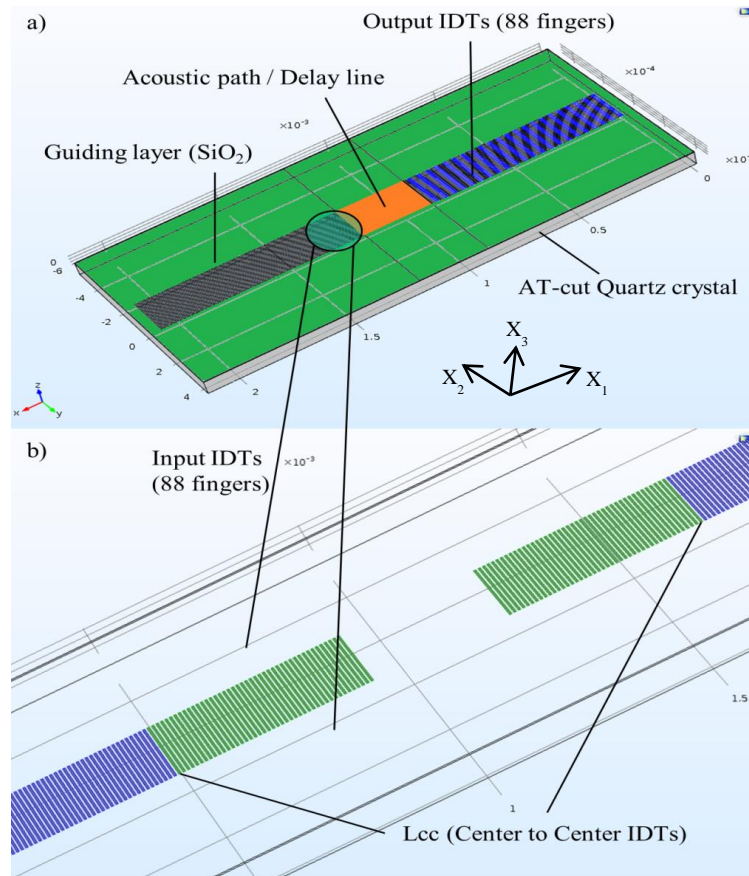 a)
Output IDTs (88 fingers)
Acoustic path / Delay line
×10⁻⁴
×10⁻³
Guiding layer (SiO₂)
0
0.5
0
-6
-4
-2
0
2
4
1
1.5
2
AT-cut Quartz crystal
X₃
X₂
X₁
z
x
y
b)
Input IDTs
×10⁻³
(88 fingers)
1.5
1
Lcc (Center to Center IDTs)